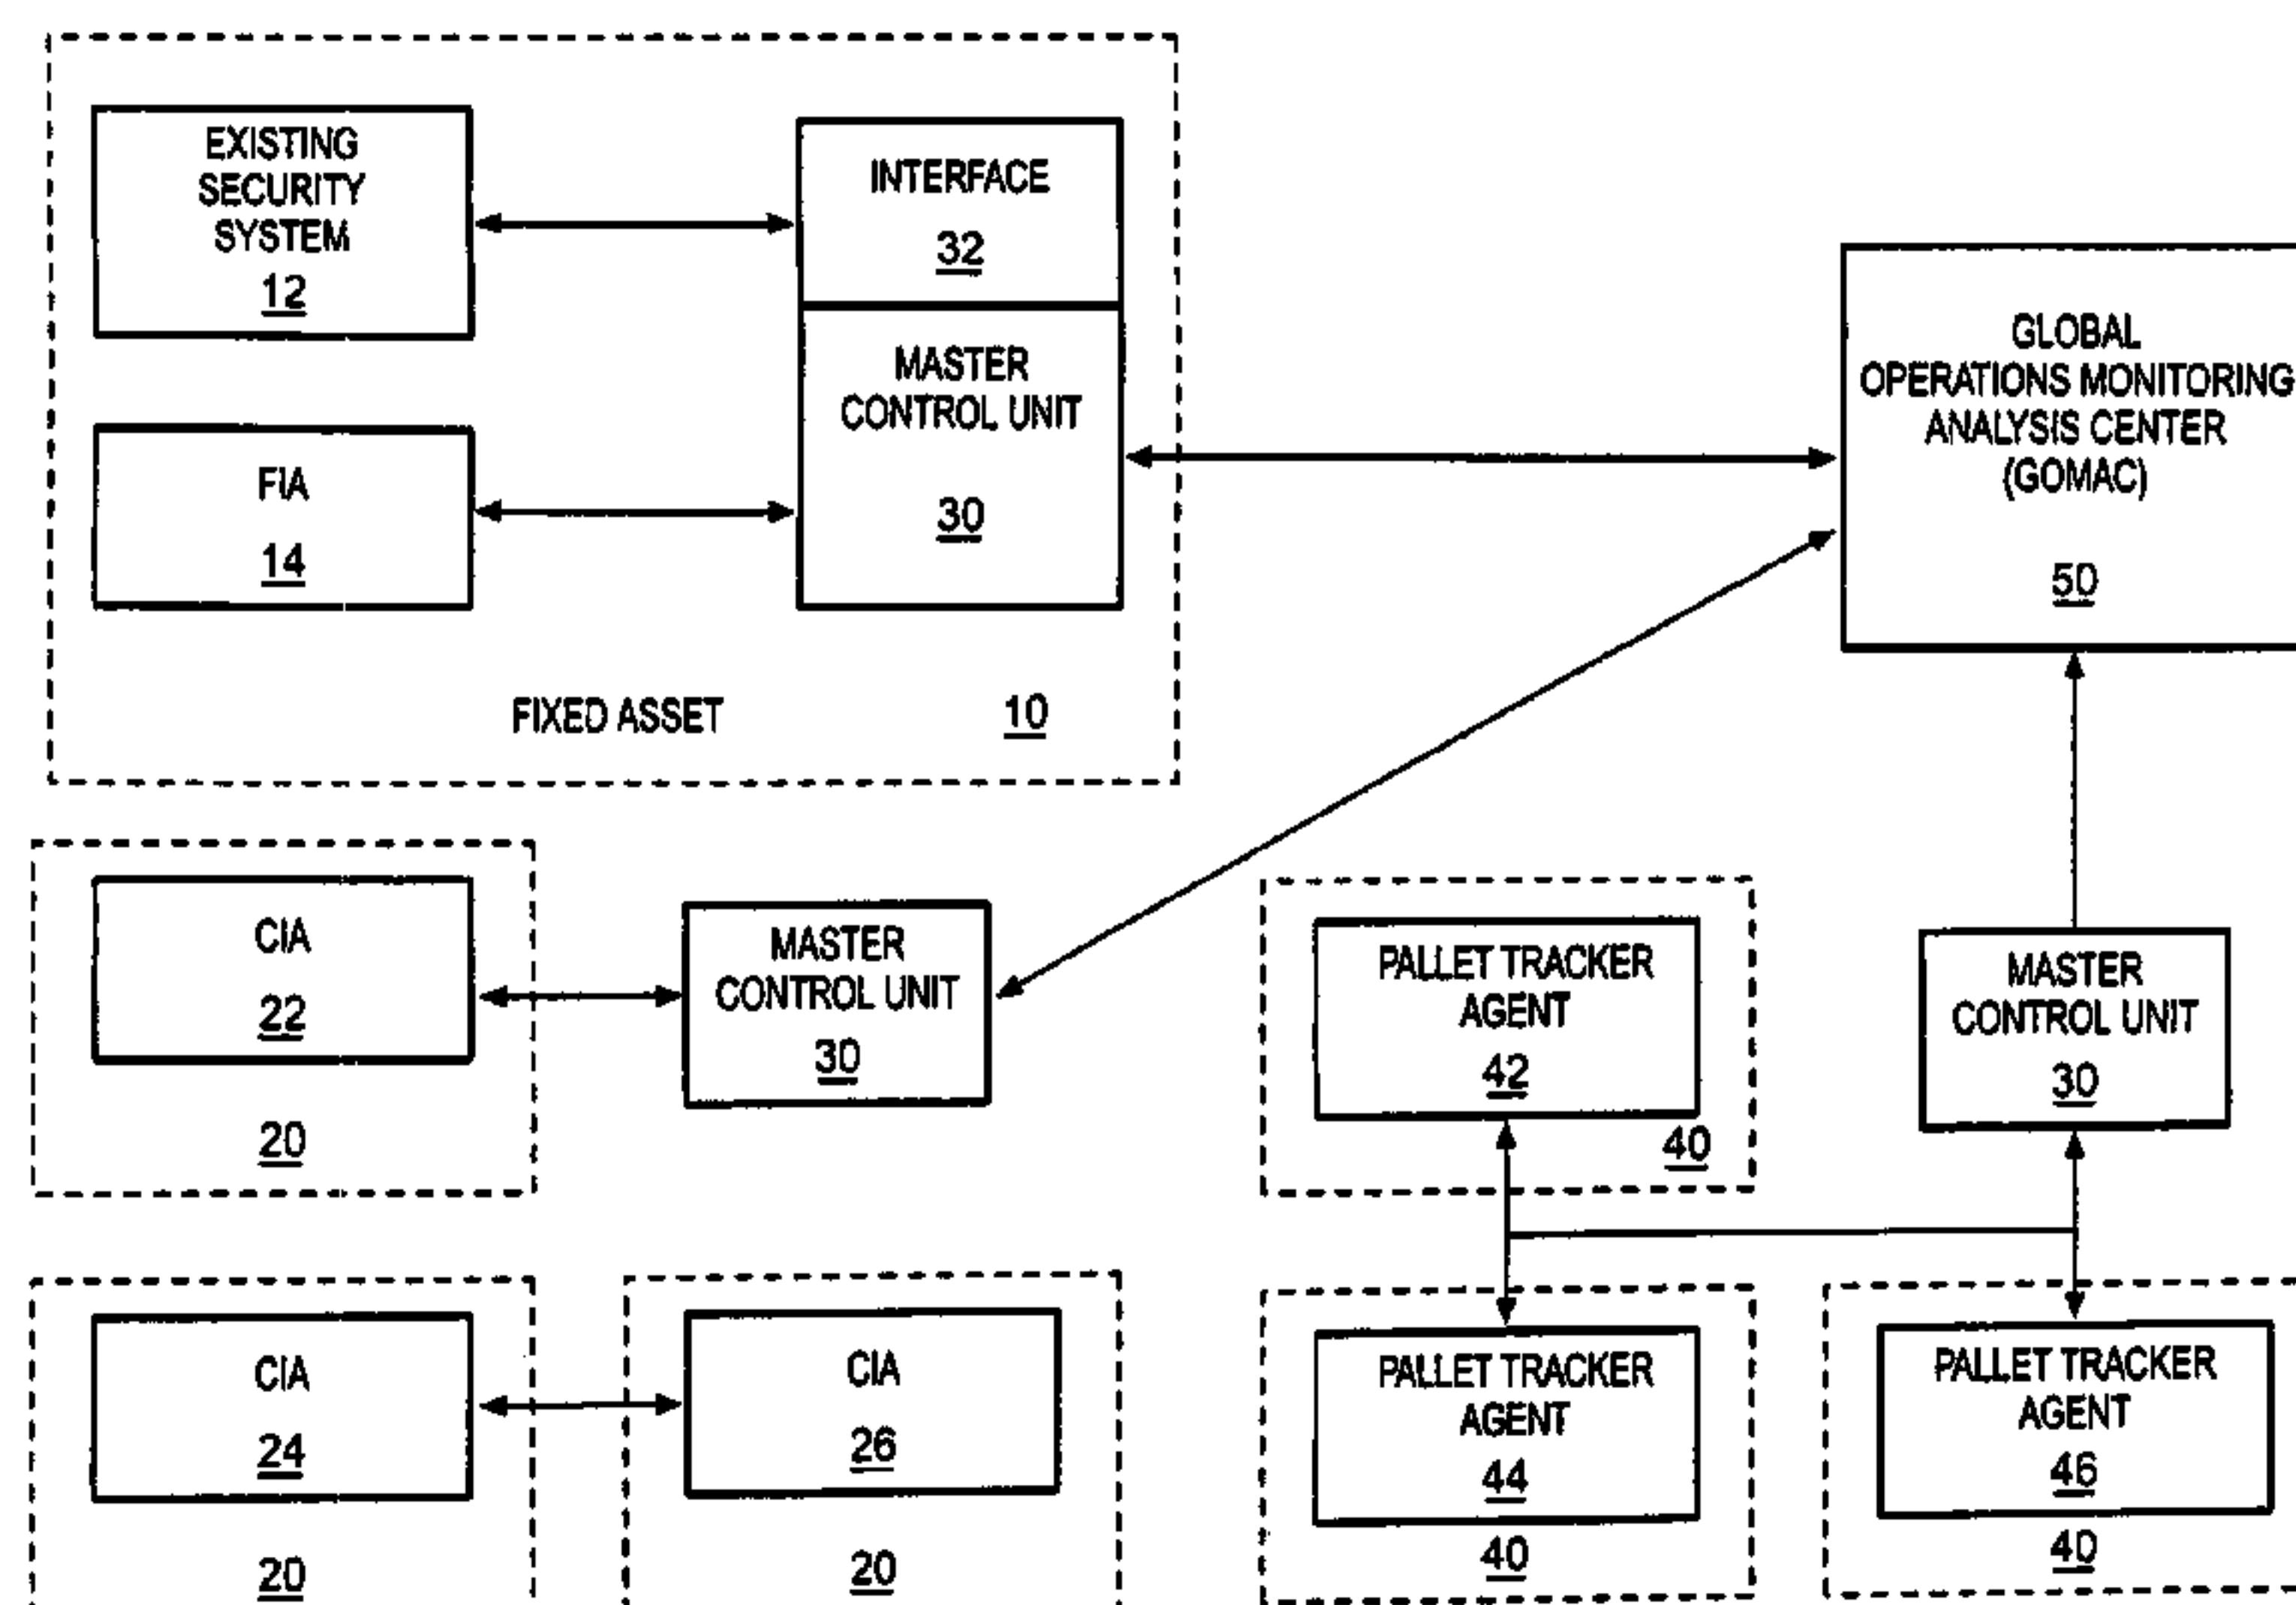 EXISTING
SECURITY
SYSTEM
12
INTERFACE
32
MASTER
CONTROL UNIT
30
FIA
14
FIXED ASSET
10
GLOBAL
OPERATIONS MONITORING
ANALYSIS CENTER
(GOMAC)
50
CIA
22
20
MASTER
CONTROL UNIT
30
PALLET TRACKER
AGENT
42
40
MASTER
CONTROL UNIT
30
CIA
24
20
CIA
26
20
PALLET TRACKER
AGENT
44
40
PALLET TRACKER
AGENT
46
40